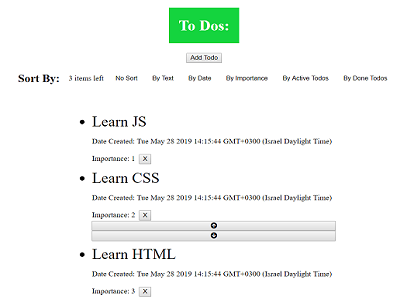 To Dos:
Add Todo
Sort By: 3 items left No Sort By Text By Date By Importance By Active Todos By Done Todos
Learn JS
Date Created: Tue May 28 2019 14:15:44 GMT+0300 (Israel Daylight Time)
Importance: 1 X
Learn CSS
Date Created: Tue May 28 2019 14:15:44 GMT+0300 (Israel Daylight Time)
Importance: 2 X
Learn HTML
Date Created: Tue May 28 2019 14:15:44 GMT+0300 (Israel Daylight Time)
Importance: 3 X